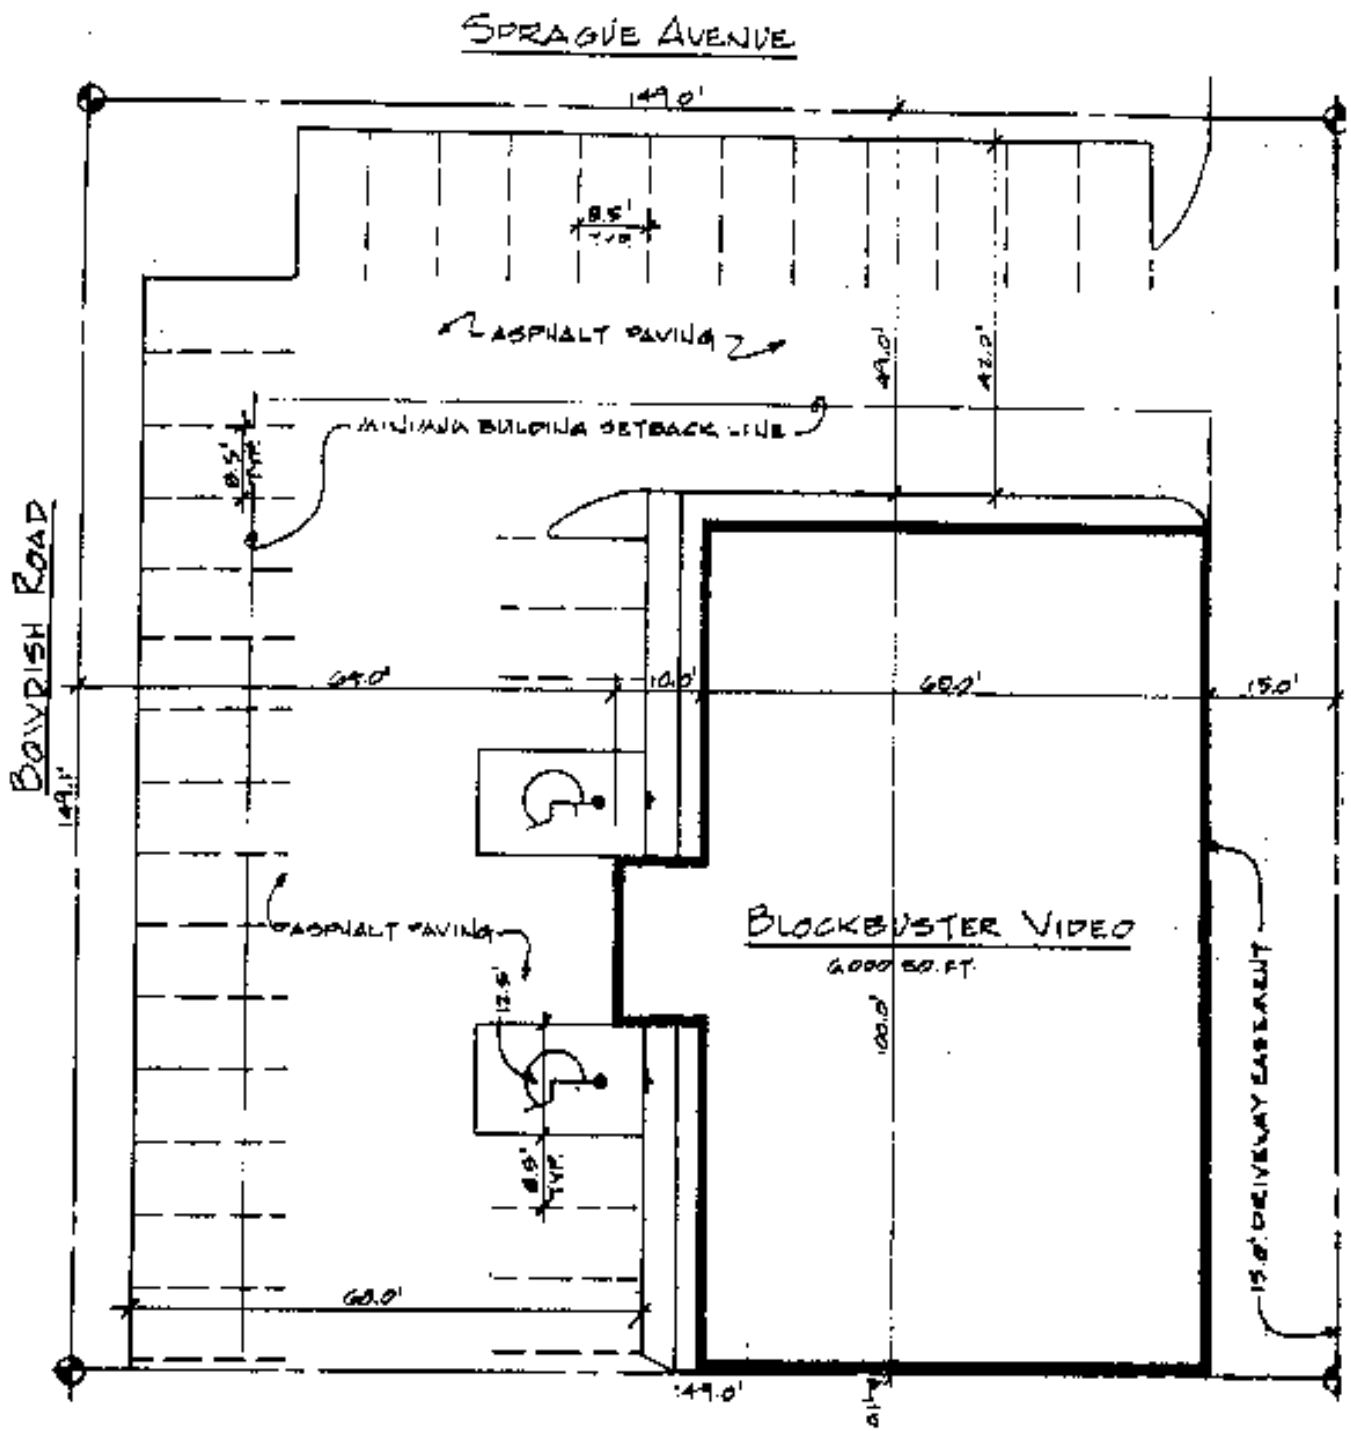 SPRAGUE AVENUE
149.0'
8.5'
TYP.
ASPHALT PAVING
49.0'
42.0'
MINIMUM BUILDING SETBACK LINE
8.5'
TYP.
BOWDISH ROAD
149.1'
64.0'
10.0'
60.0'
15.0'
ASPHALT PAVING
BLOCKBUSTER VIDEO
6000 SQ. FT.
12.5'
100.0'
15.0' DRIVEWAY EASEMENT
8.5'
TYP.
60.0'
149.0'